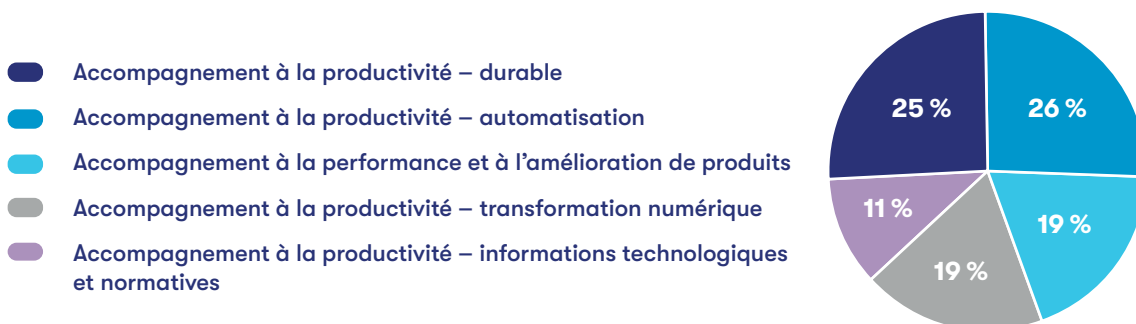 Accompagnement à la productivité – durable
Accompagnement à la productivité – automatisation
Accompagnement à la performance et à l'amélioration de produits
Accompagnement à la productivité – transformation numérique
Accompagnement à la productivité – informations technologiques
et normatives
25 %
26 %
11 %
19 %
19 %